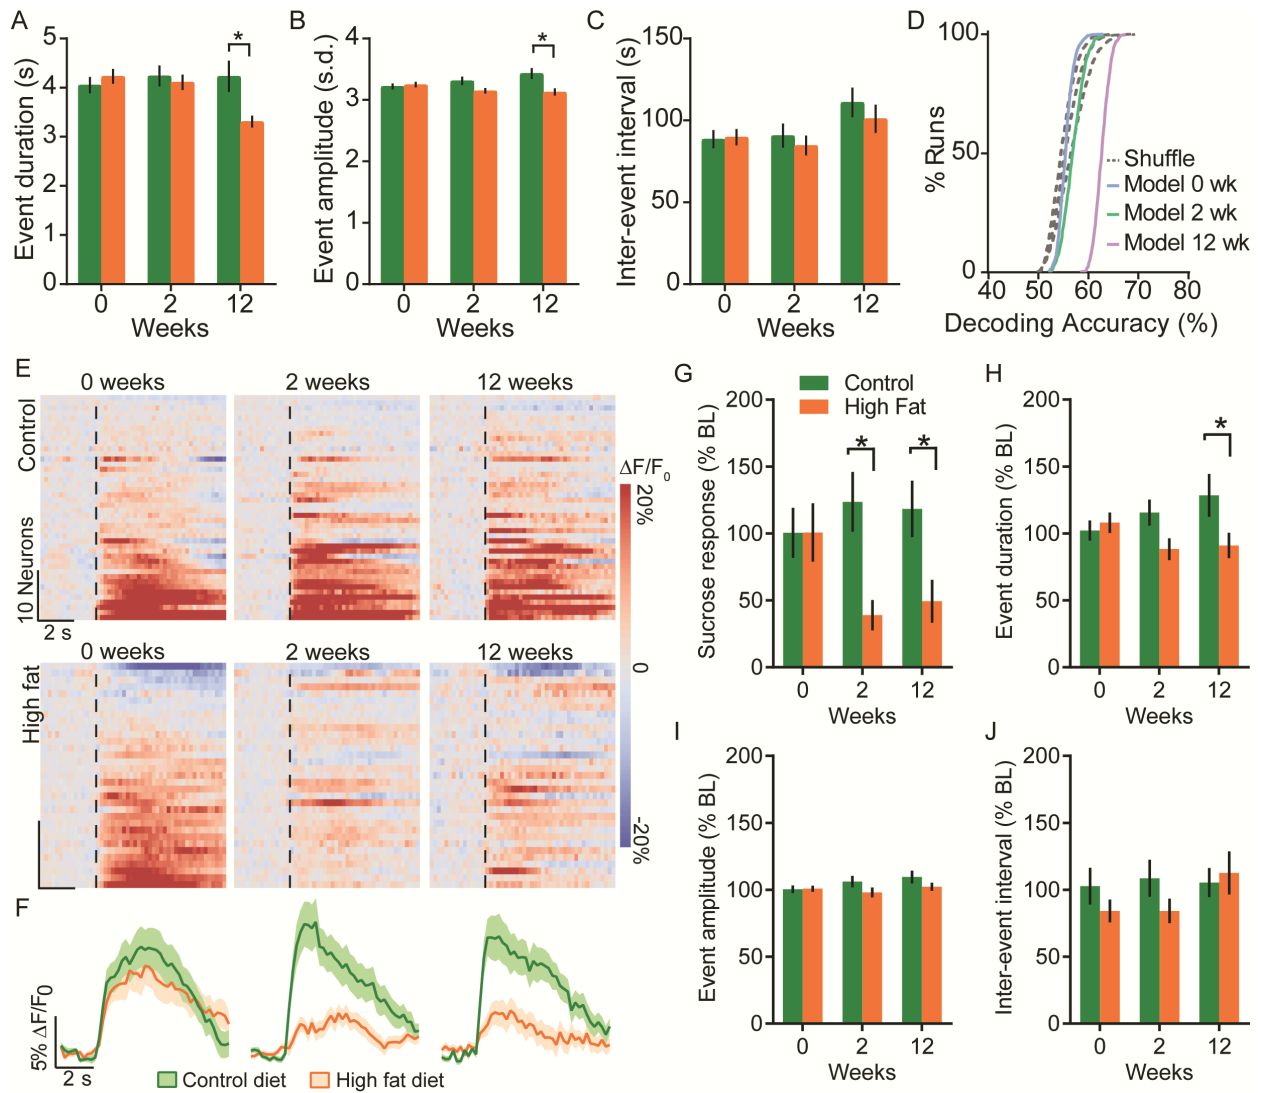 A
Event duration (s)
5
4
3
2
1
0
*
0 2 12
Weeks
B
Event amplitude (s.d.)
4
3
2
1
0
*
0 2 12
Weeks
C
Inter-event interval (s)
150
100
50
0
0 2 12
Weeks
D
% Runs
100
50
0
Shuffle
Model 0 wk
Model 2 wk
Model 12 wk
40 50 60 70 80
Decoding Accuracy (%)
E
0 weeks 2 weeks 12 weeks
Control
10 Neurons
2 s
ΔF/F0
20%
0
-20%
0 weeks 2 weeks 12 weeks
High fat
F
5% ΔF/F0
2 s
Control diet High fat diet
G
Control
High Fat
Sucrose response (% BL)
200
150
100
50
0
* *
0 2 12
Weeks
H
Event duration (% BL)
200
150
100
50
0
*
0 2 12
Weeks
I
Event amplitude (% BL)
200
150
100
50
0
0 2 12
Weeks
J
Inter-event interval (% BL)
200
150
100
50
0
0 2 12
Weeks